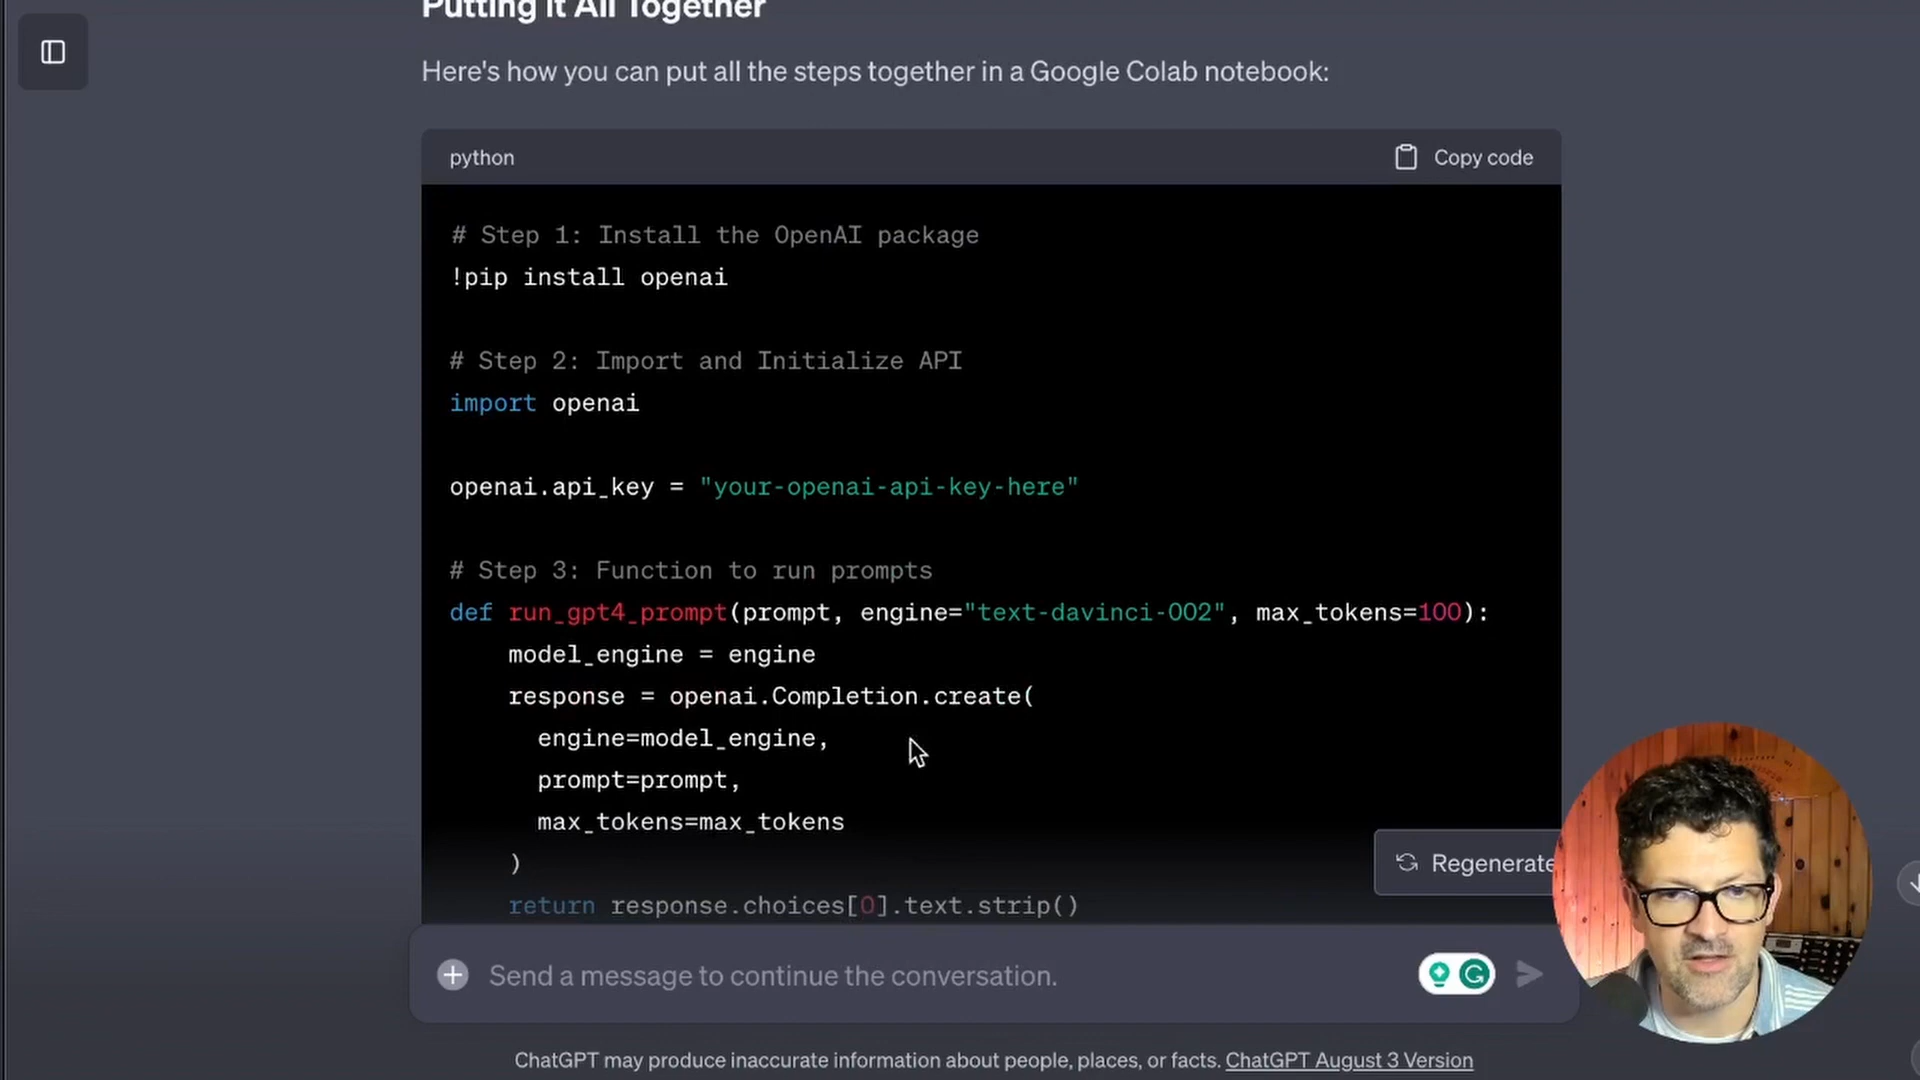 Putting It All Together
Here's how you can put all the steps together in a Google Colab notebook:
python
Copy code
# Step 1: Install the OpenAI package
!pip install openai
# Step 2: Import and Initialize API
import openai
openai.api_key = "your-openai-api-key-here"
# Step 3: Function to run prompts
def run_gpt4_prompt(prompt, engine="text-davinci-002", max_tokens=100):
model_engine = engine
response = openai.Completion.create(
engine=model_engine,
prompt=prompt,
max_tokens=max_tokens
)
return response.choices[0].text.strip()
Regenerate
Send a message to continue the conversation.
ChatGPT may produce inaccurate information about people, places, or facts. ChatGPT August 3 Version